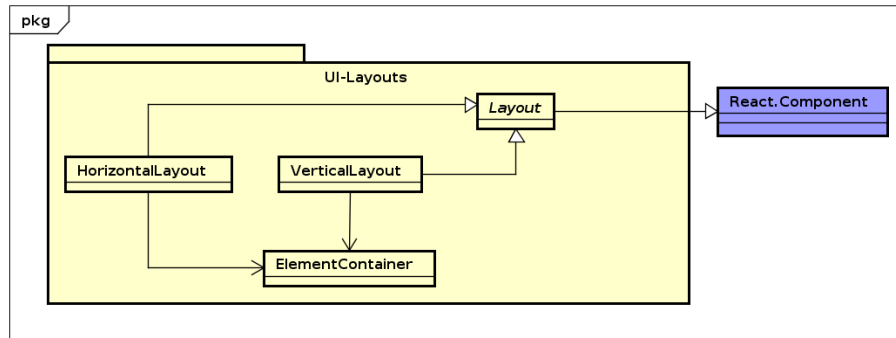 pkg
UI-Layouts
Layout
React.Component
HorizontalLayout
VerticalLayout
ElementContainer